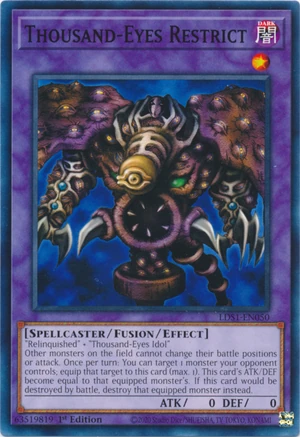 THOUSAND-EYES RESTRICT
DARK
闇
LDS1-EN050
[SPELLCASTER/FUSION/EFFECT]
"Relinquished" + "Thousand-Eyes Idol"
Other monsters on the field cannot change their battle positions
or attack. Once per turn: You can target 1 monster your opponent
controls; equip that target to this card (max. 1). This card's ATK/DEF
become equal to that equipped monster's. If this card would be
destroyed by battle, destroy that equipped monster instead.
ATK/ 0 DEF/ 0
63519819 1st Edition